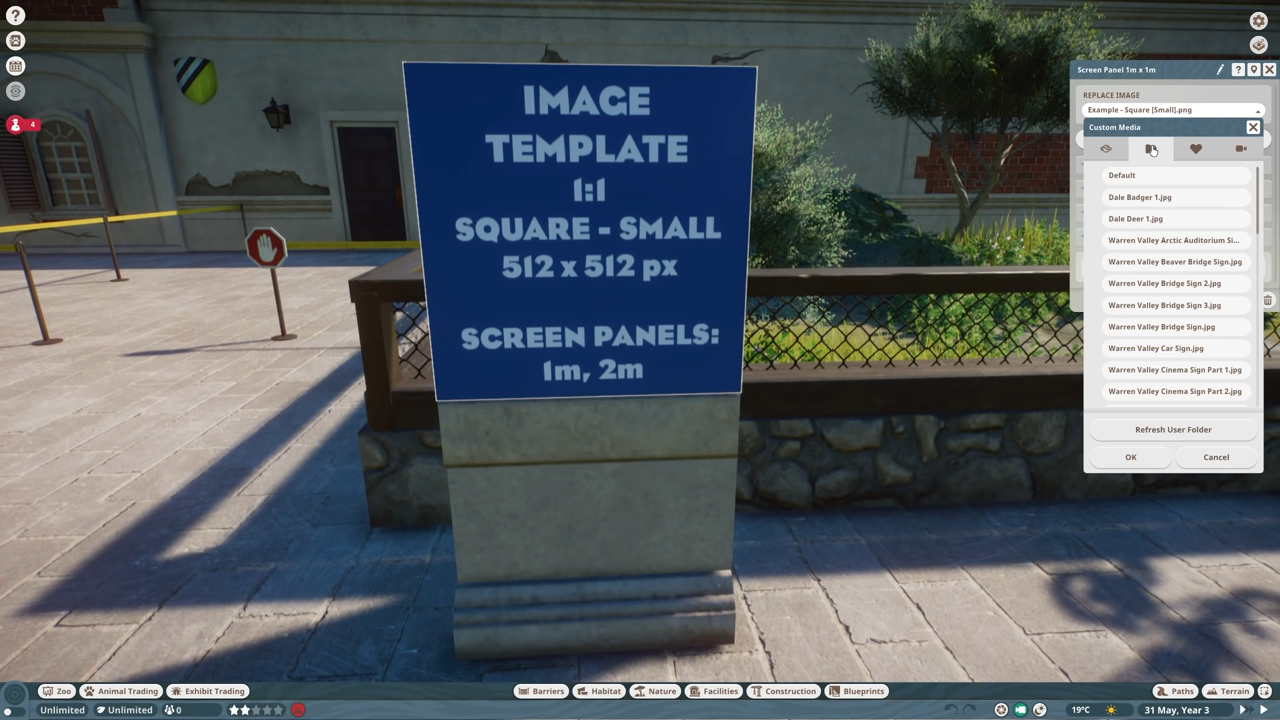 ?
Screen Panel 1m x 1m
?
REPLACE IMAGE
Example - Square [Small].png
Custom Media
Default
Dale Badger 1.jpg
Dale Deer 1.jpg
Warren Valley Arctic Auditorium Si...
Warren Valley Beaver Bridge Sign.jpg
Warren Valley Bridge Sign 2.jpg
Warren Valley Bridge Sign 3.jpg
Warren Valley Bridge Sign.jpg
Warren Valley Car Sign.jpg
Warren Valley Cinema Sign Part 1.jpg
Warren Valley Cinema Sign Part 2.jpg
Refresh User Folder
OK Cancel
4
IMAGE
TEMPLATE
1:1
SQUARE - SMALL
512 x 512 px
SCREEN PANELS:
1m, 2m
Zoo Animal Trading Exhibit Trading Barriers Habitat Nature Facilities Construction Blueprints Paths Terrain
Unlimited Unlimited 0 19°C 31 May, Year 3